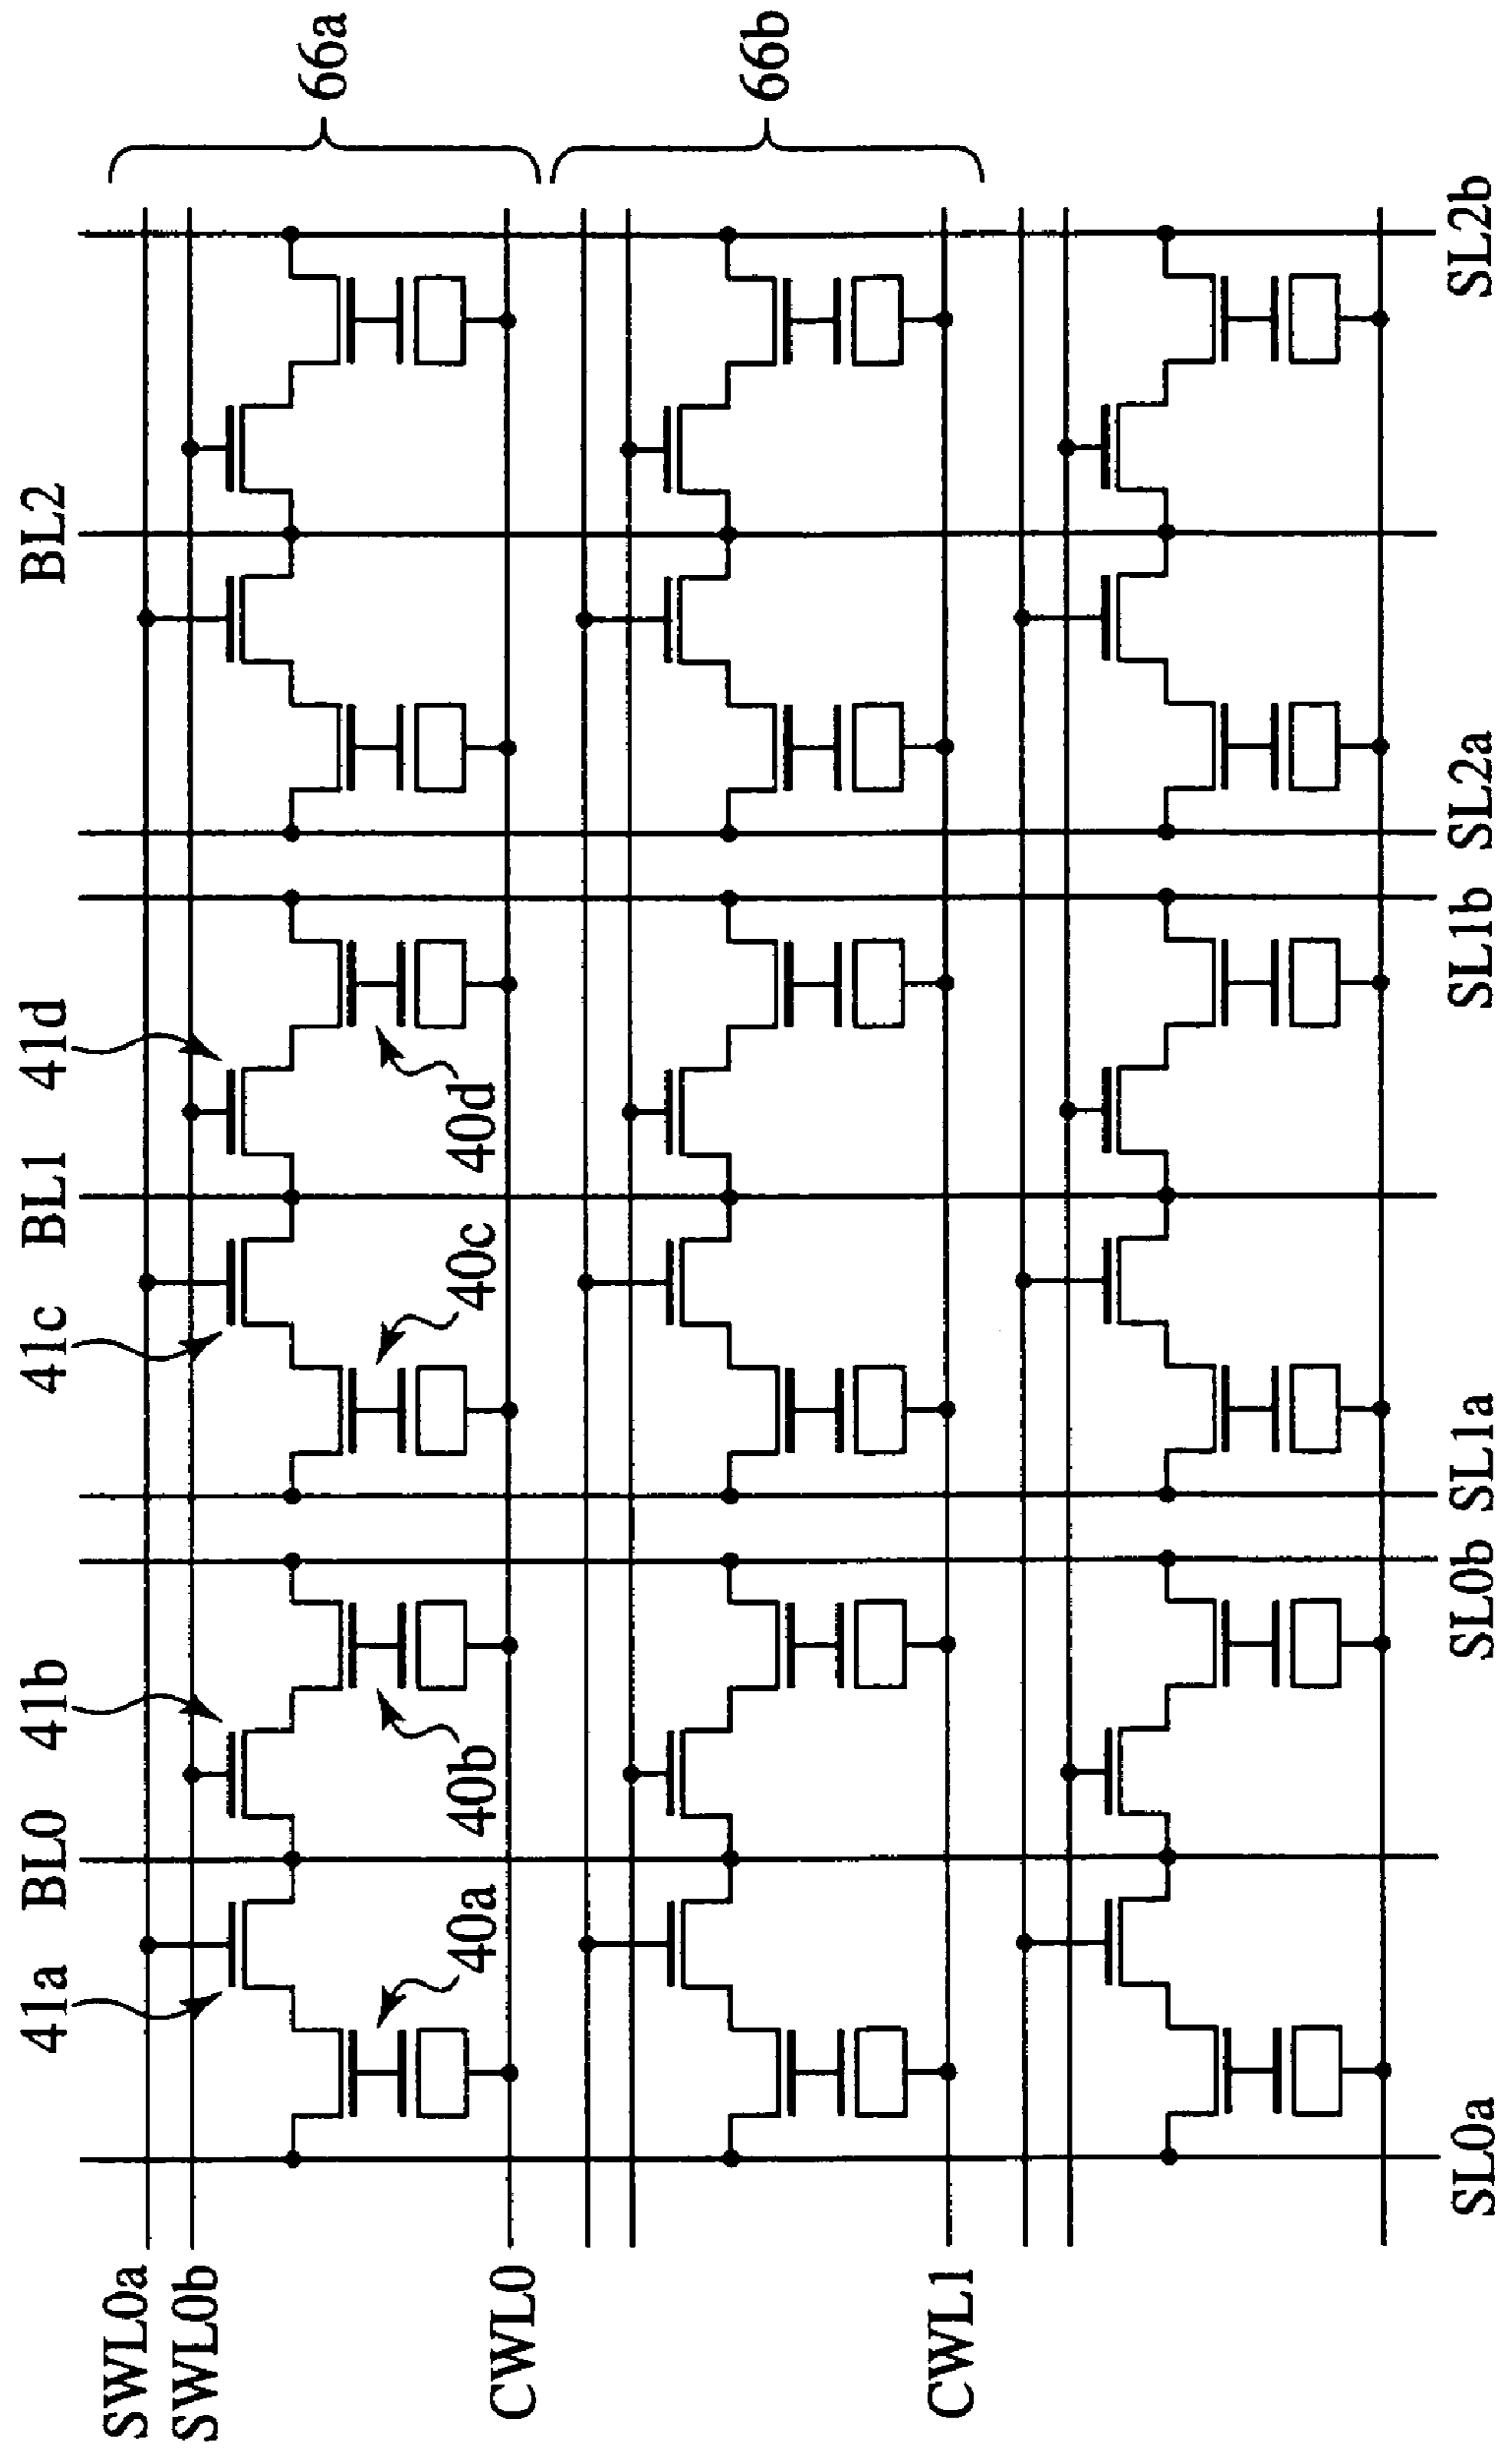 41a BL0 41b 41c BL1 41d BL2
SWL0a
SWL0b
66a
40a 40b 40c 40d
CWL0
66b
CWL1
SL0a SL0b SL1a SL1b SL2a SL2b